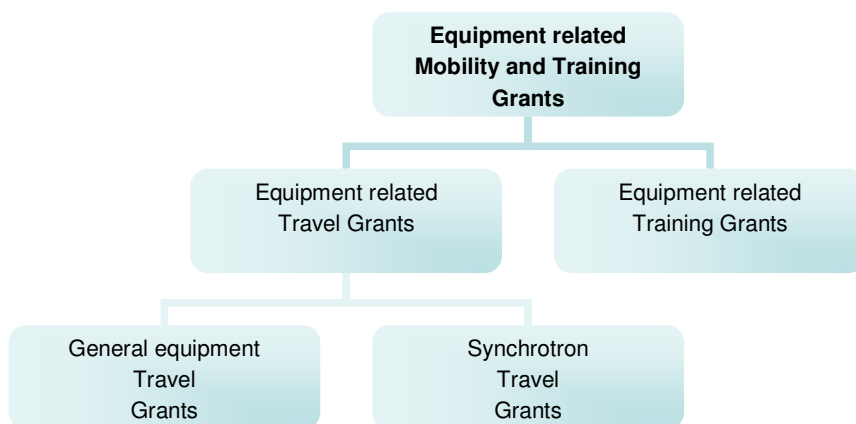 Equipment related
Mobility and Training
Grants
Equipment related
Travel Grants
Equipment related
Training Grants
General equipment
Travel
Grants
Synchrotron
Travel
Grants